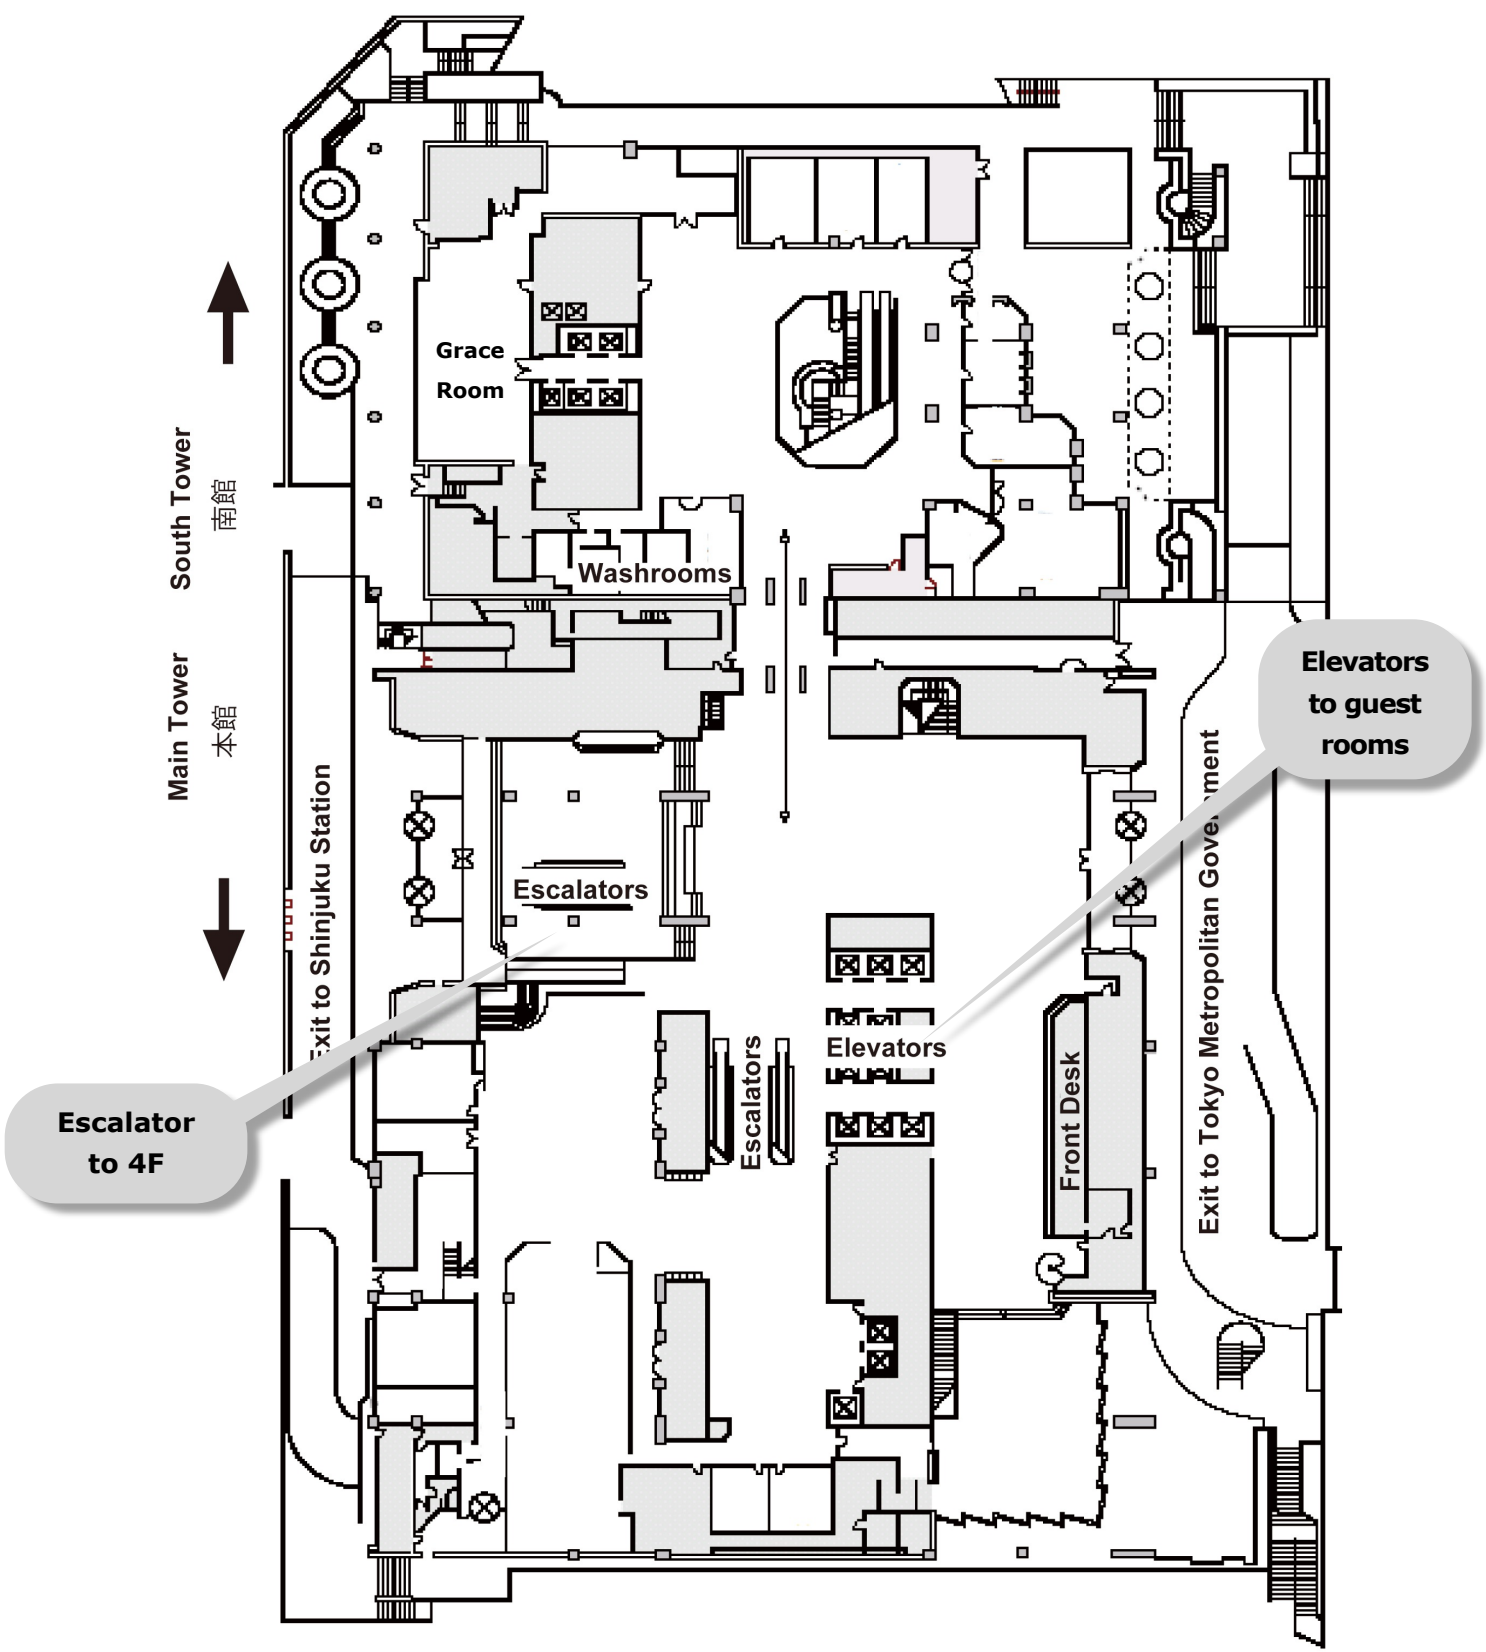 Grace
Room
South Tower
南館
Washrooms
Main Tower
本館
Elevators
to guest
rooms
Exit to Shinjuku Station
Escalators
Exit to Tokyo Metropolitan Government
Escalators
Elevators
Front Desk
Escalator
to 4F